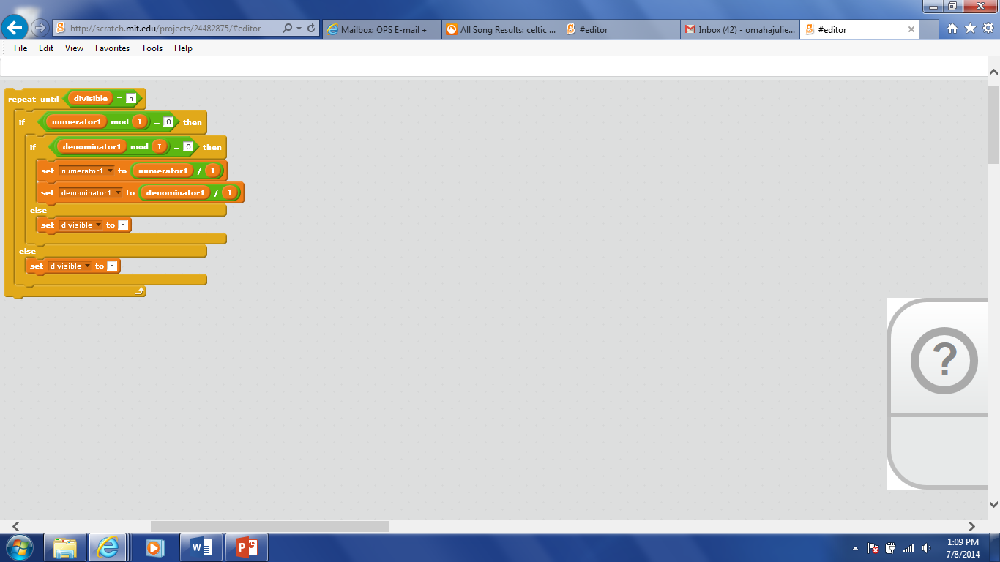 http://scratch.mit.edu/projects/24482875/#editor
Mailbox: OPS E-mail +
All Song Results: celtic ...
#editor
Inbox (42) - omahajulie...
#editor
File Edit View Favorites Tools Help
repeat until divisible = n
if numerator1 mod I = 0 then
if denominator1 mod I = 0 then
set numerator1 to numerator1 / I
set denominator1 to denominator1 / I
else
set divisible to n
else
set divisible to n
?
1:09 PM
7/8/2014